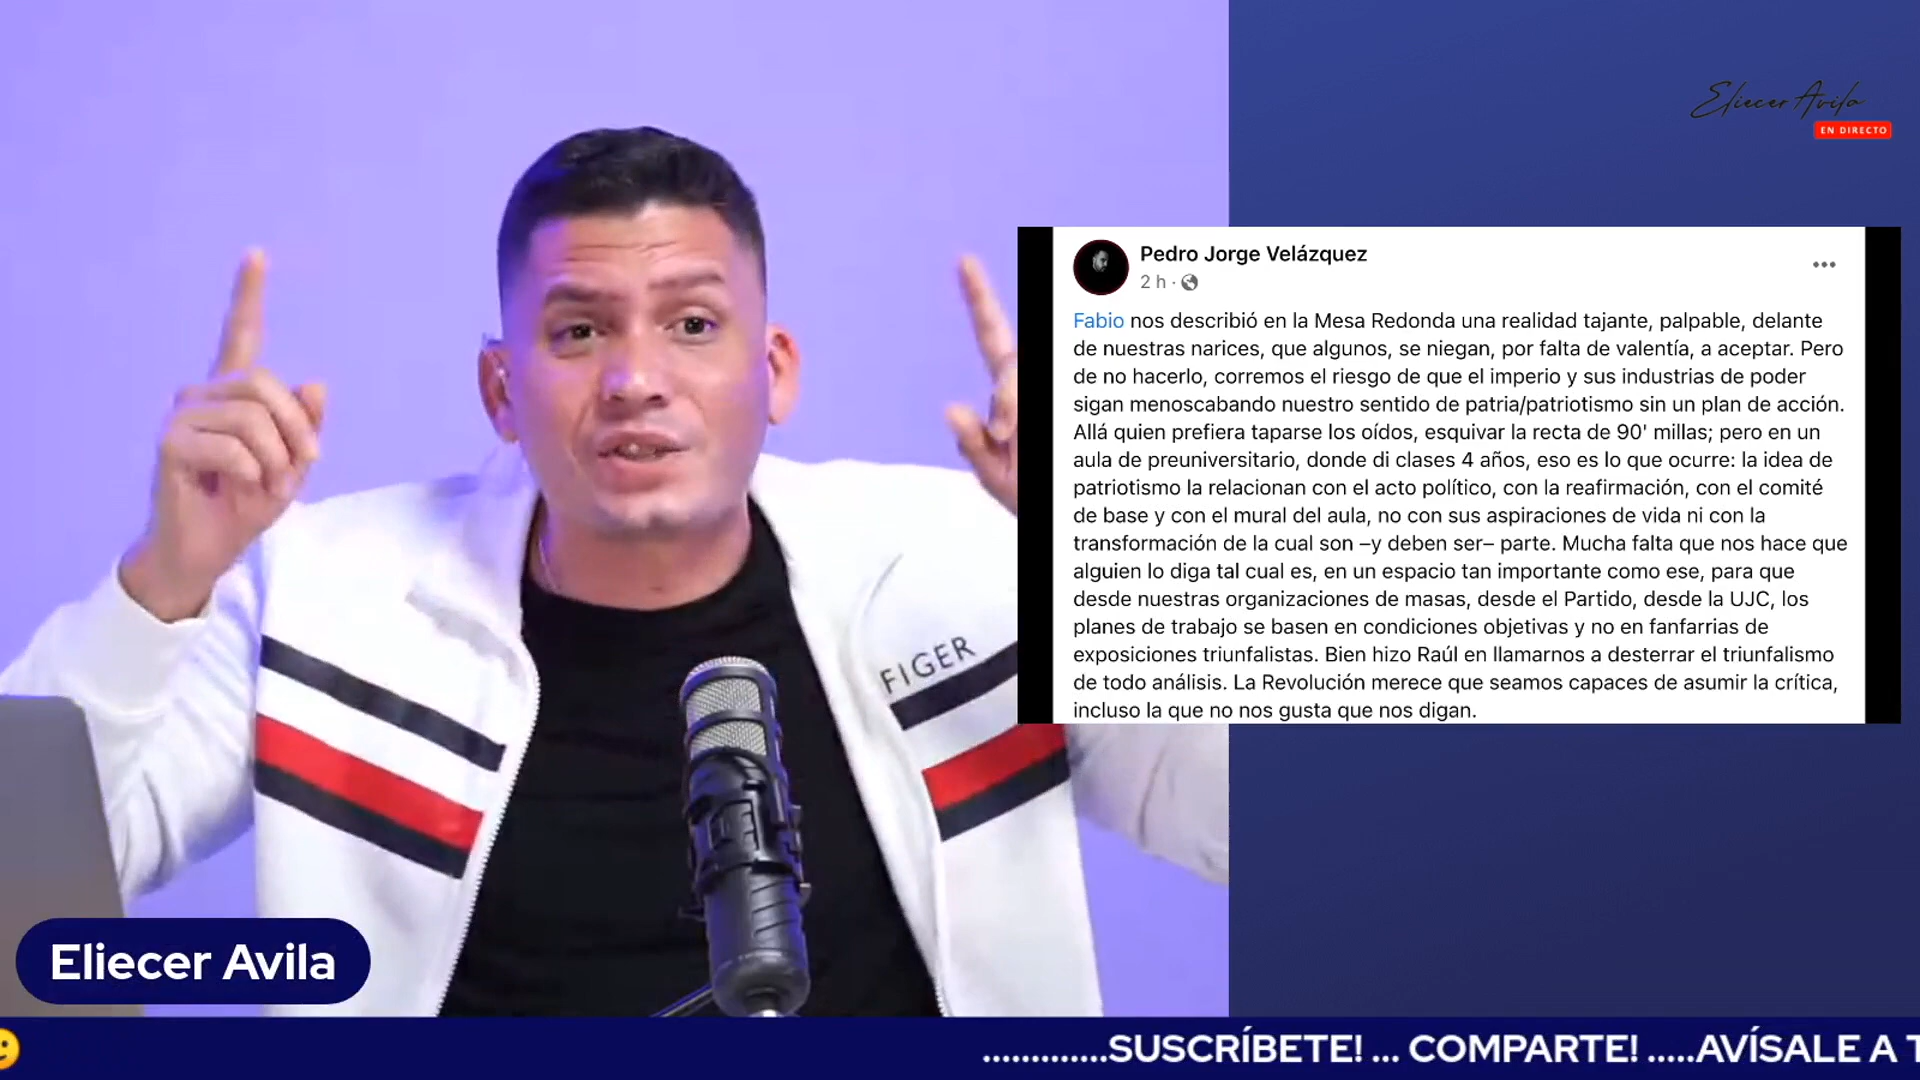 Eliecer Avila
EN DIRECTO
Pedro Jorge Velázquez
2 h ·
Fabio nos describió en la Mesa Redonda una realidad tajante, palpable, delante
de nuestras narices, que algunos, se niegan, por falta de valentía, a aceptar. Pero
de no hacerlo, corremos el riesgo de que el imperio y sus industrias de poder
sigan menoscabando nuestro sentido de patria/patriotismo sin un plan de acción.
Allá quien prefiera taparse los oídos, esquivar la recta de 90' millas; pero en un
aula de preuniversitario, donde di clases 4 años, eso es lo que ocurre: la idea de
patriotismo la relacionan con el acto político, con la reafirmación, con el comité
de base y con el mural del aula, no con sus aspiraciones de vida ni con la
transformación de la cual son –y deben ser– parte. Mucha falta que nos hace que
alguien lo diga tal cual es, en un espacio tan importante como ese, para que
desde nuestras organizaciones de masas, desde el Partido, desde la UJC, los
planes de trabajo se basen en condiciones objetivas y no en fanfarrias de
exposiciones triunfalistas. Bien hizo Raúl en llamarnos a desterrar el triunfalismo
de todo análisis. La Revolución merece que seamos capaces de asumir la crítica,
incluso la que no nos gusta que nos digan.
FIGER
Eliecer Avila
.............SUSCRÍBETE! ... COMPARTE! .....AVÍSALE A T